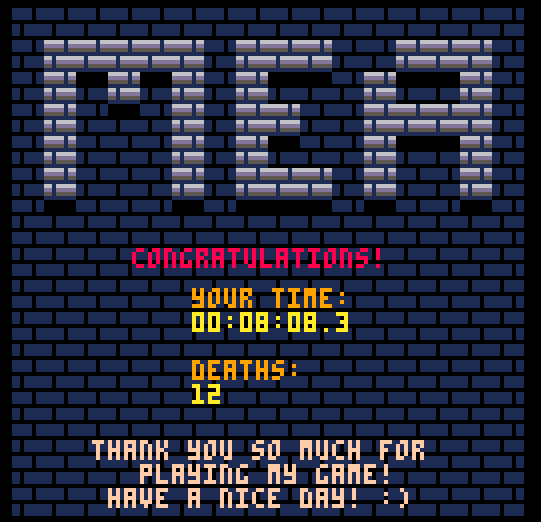 MEA
CONGRATULATIONS!
YOUR TIME:
00:08:08.3
DEATHS:
12
THANK YOU SO MUCH FOR
PLAYING MY GAME!
HAVE A NICE DAY! :)